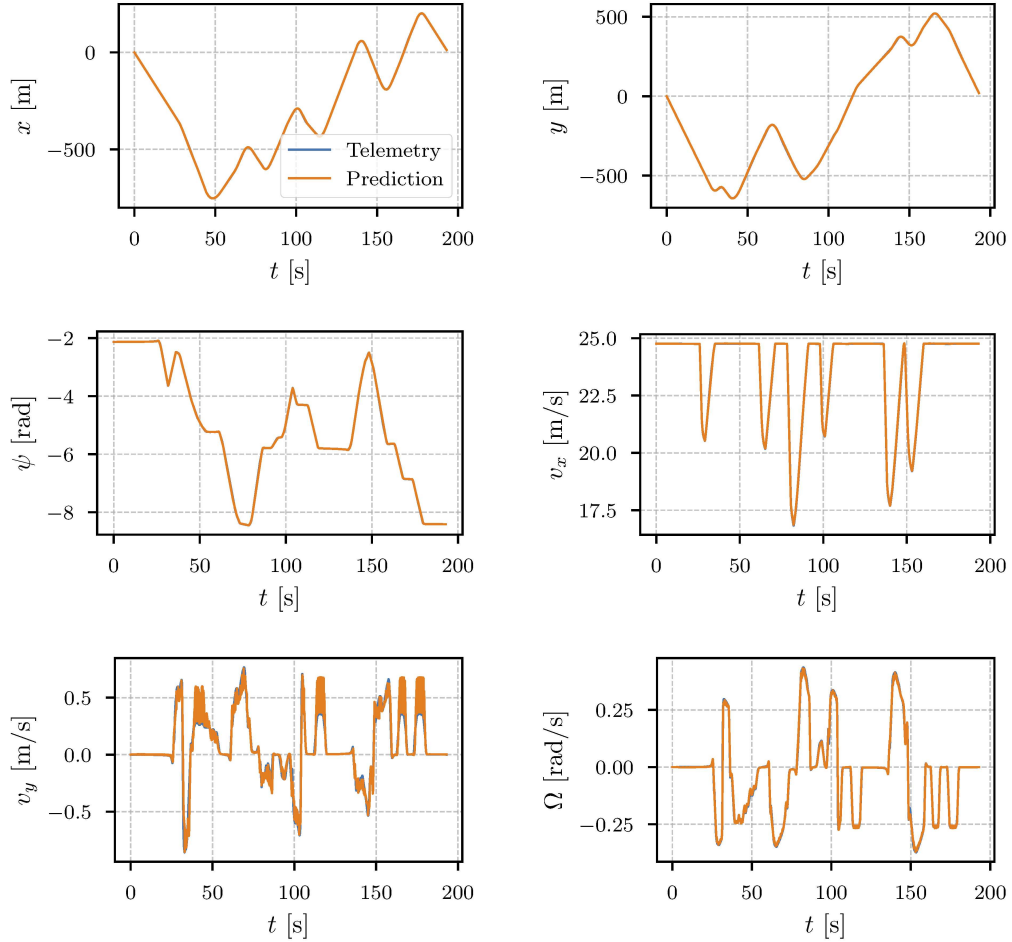 0
−500
x [m]
Telemetry
Prediction
0 50 100 150 200
t [s]
500
0
−500
y [m]
0 50 100 150 200
t [s]
−2
−4
−6
−8
ψ [rad]
0 50 100 150 200
t [s]
25.0
22.5
20.0
17.5
v_x [m/s]
0 50 100 150 200
t [s]
0.5
0.0
−0.5
v_y [m/s]
0 50 100 150 200
t [s]
0.25
0.00
−0.25
Ω [rad/s]
0 50 100 150 200
t [s]